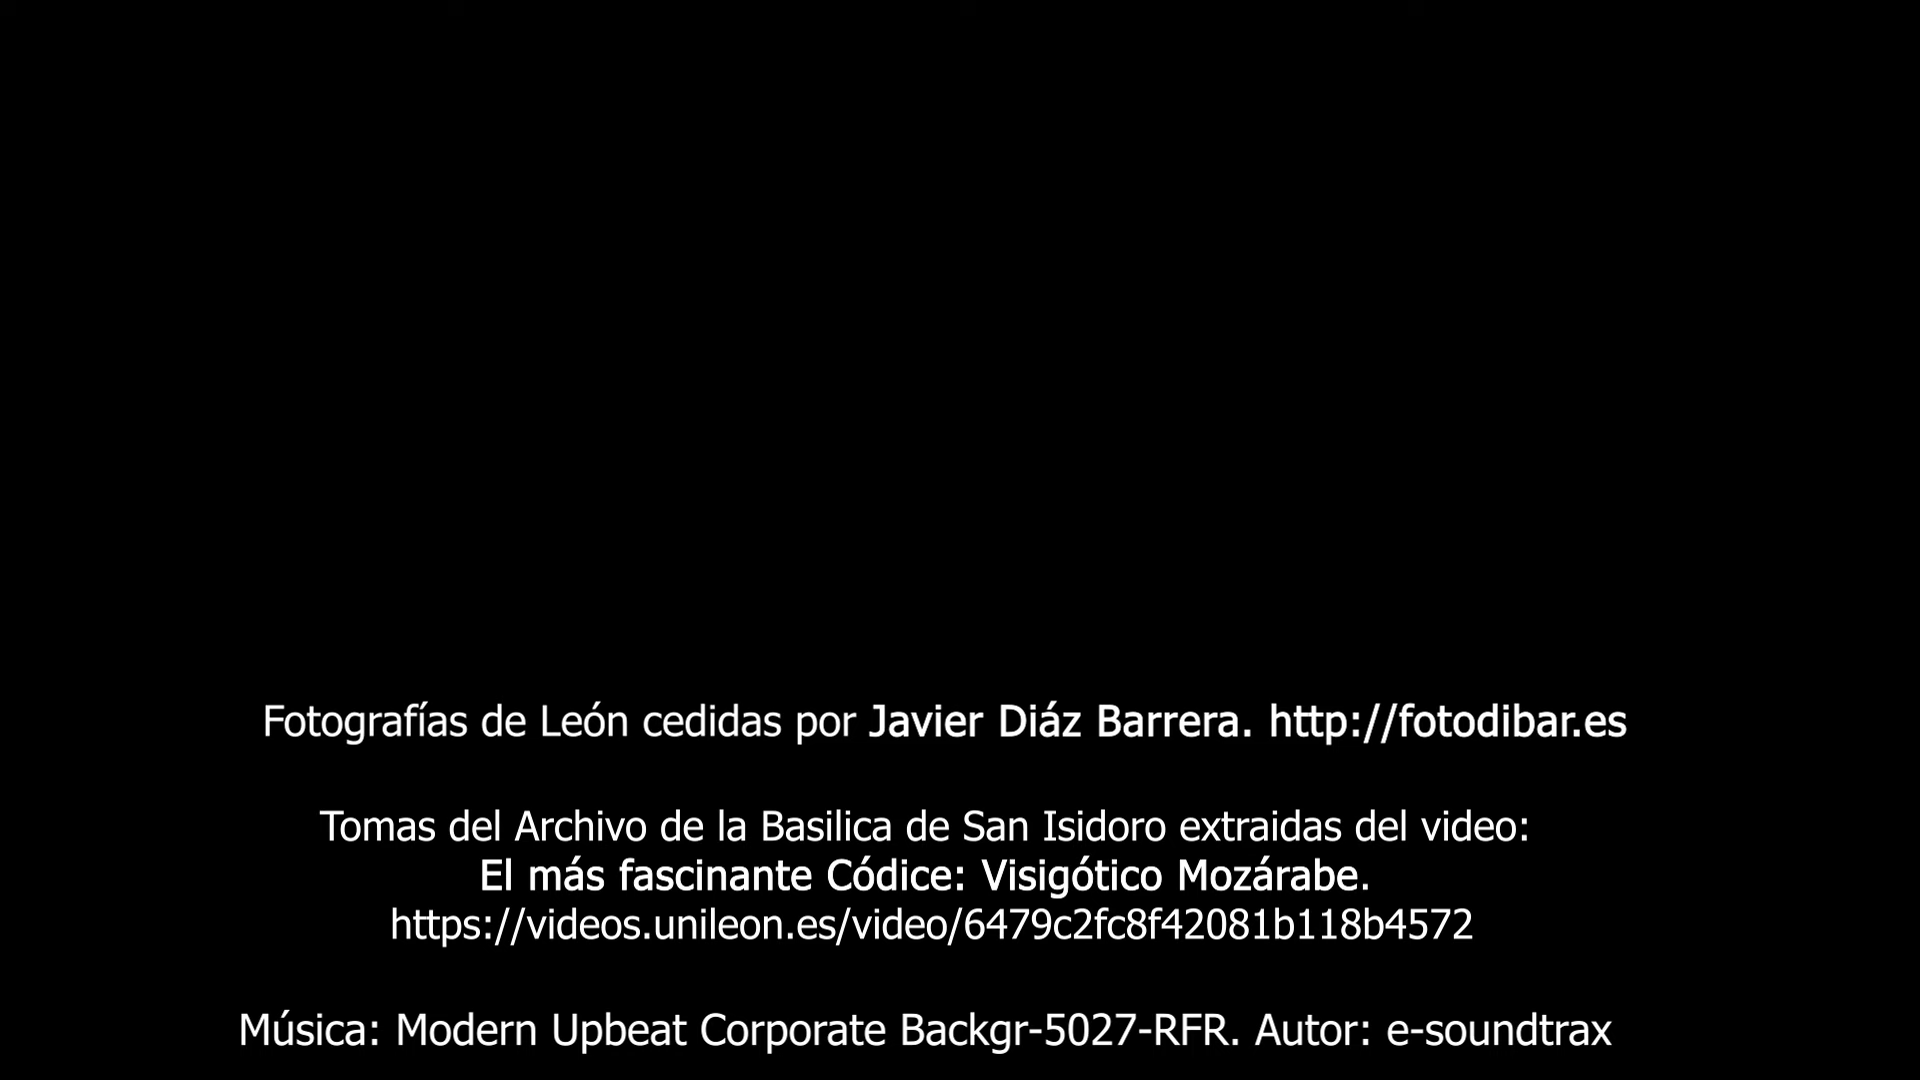 Fotografías de León cedidas por Javier Diáz Barrera. http://fotodibar.es
Tomas del Archivo de la Basilica de San Isidoro extraidas del video:
El más fascinante Códice: Visigótico Mozárabe.
https://videos.unileon.es/video/6479c2fc8f42081b118b4572
Música: Modern Upbeat Corporate Backgr-5027-RFR. Autor: e-soundtrax